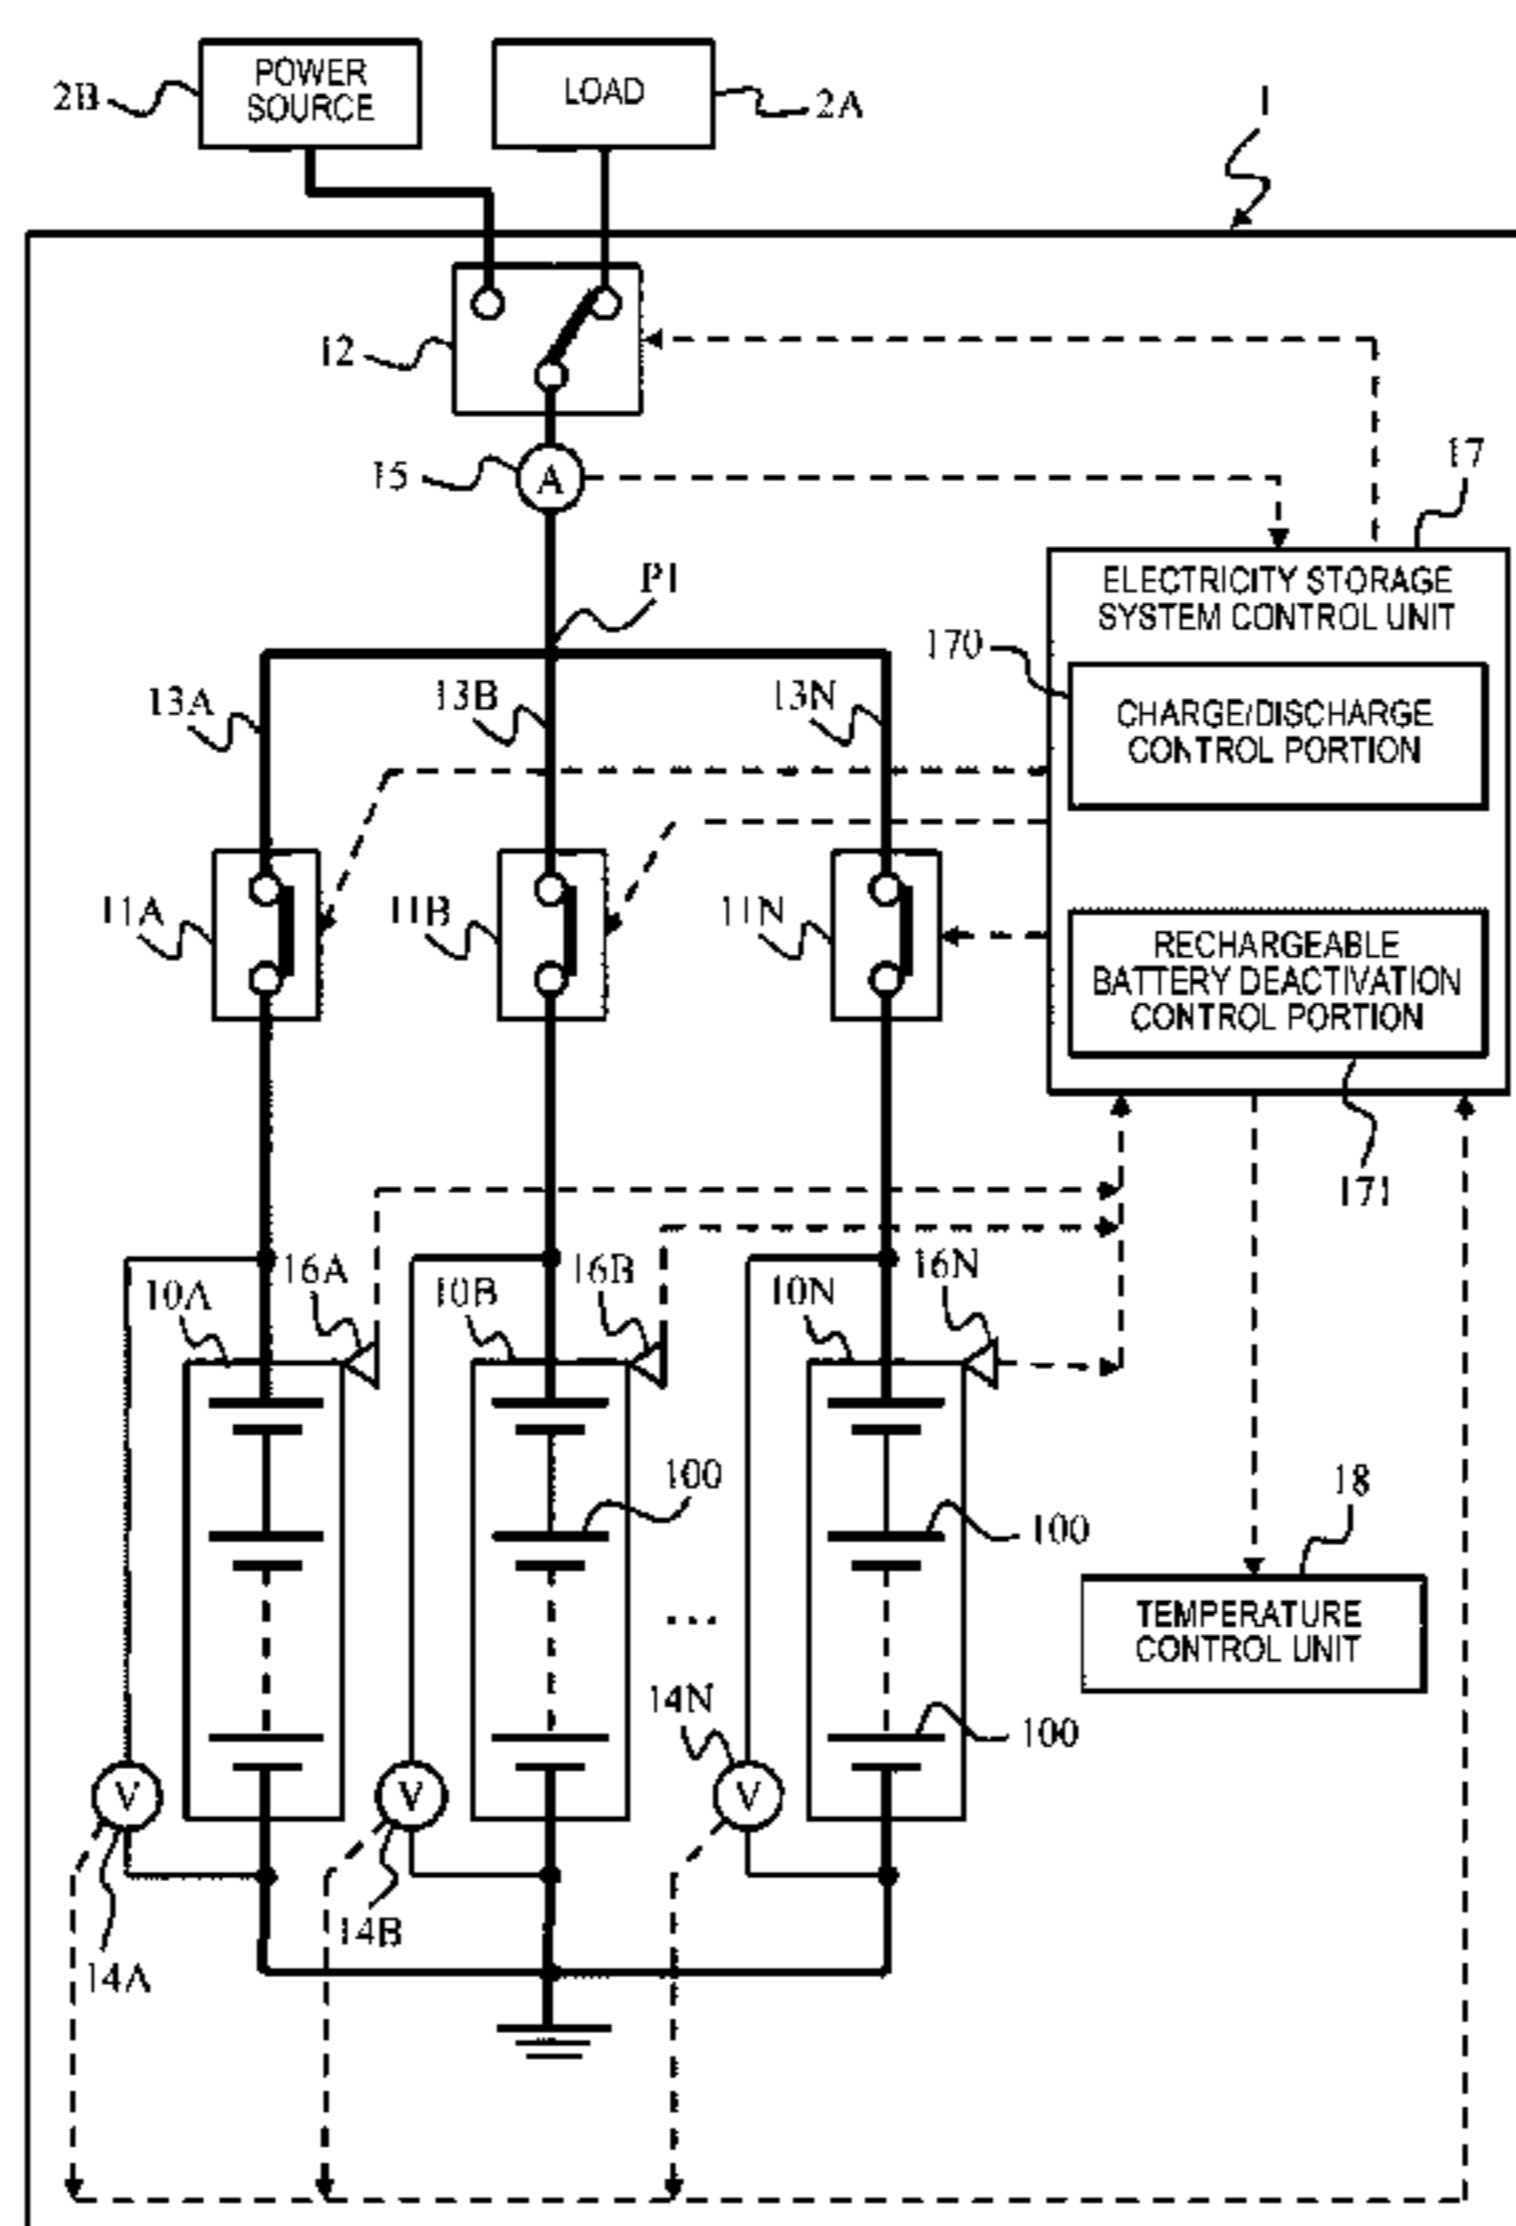 POWER
SOURCE
LOAD
2B
2A
1
12
15
A
17
P1
ELECTRICITY STORAGE
SYSTEM CONTROL UNIT
170
13A
13B
13N
CHARGE/DISCHARGE
CONTROL PORTION
11A
11B
11N
RECHARGEABLE
BATTERY DEACTIVATION
CONTROL PORTION
171
16A
16B
16N
10A
10B
10N
100
18
100
TEMPERATURE
CONTROL UNIT
14N
100
V
V
V
14B
14A
...